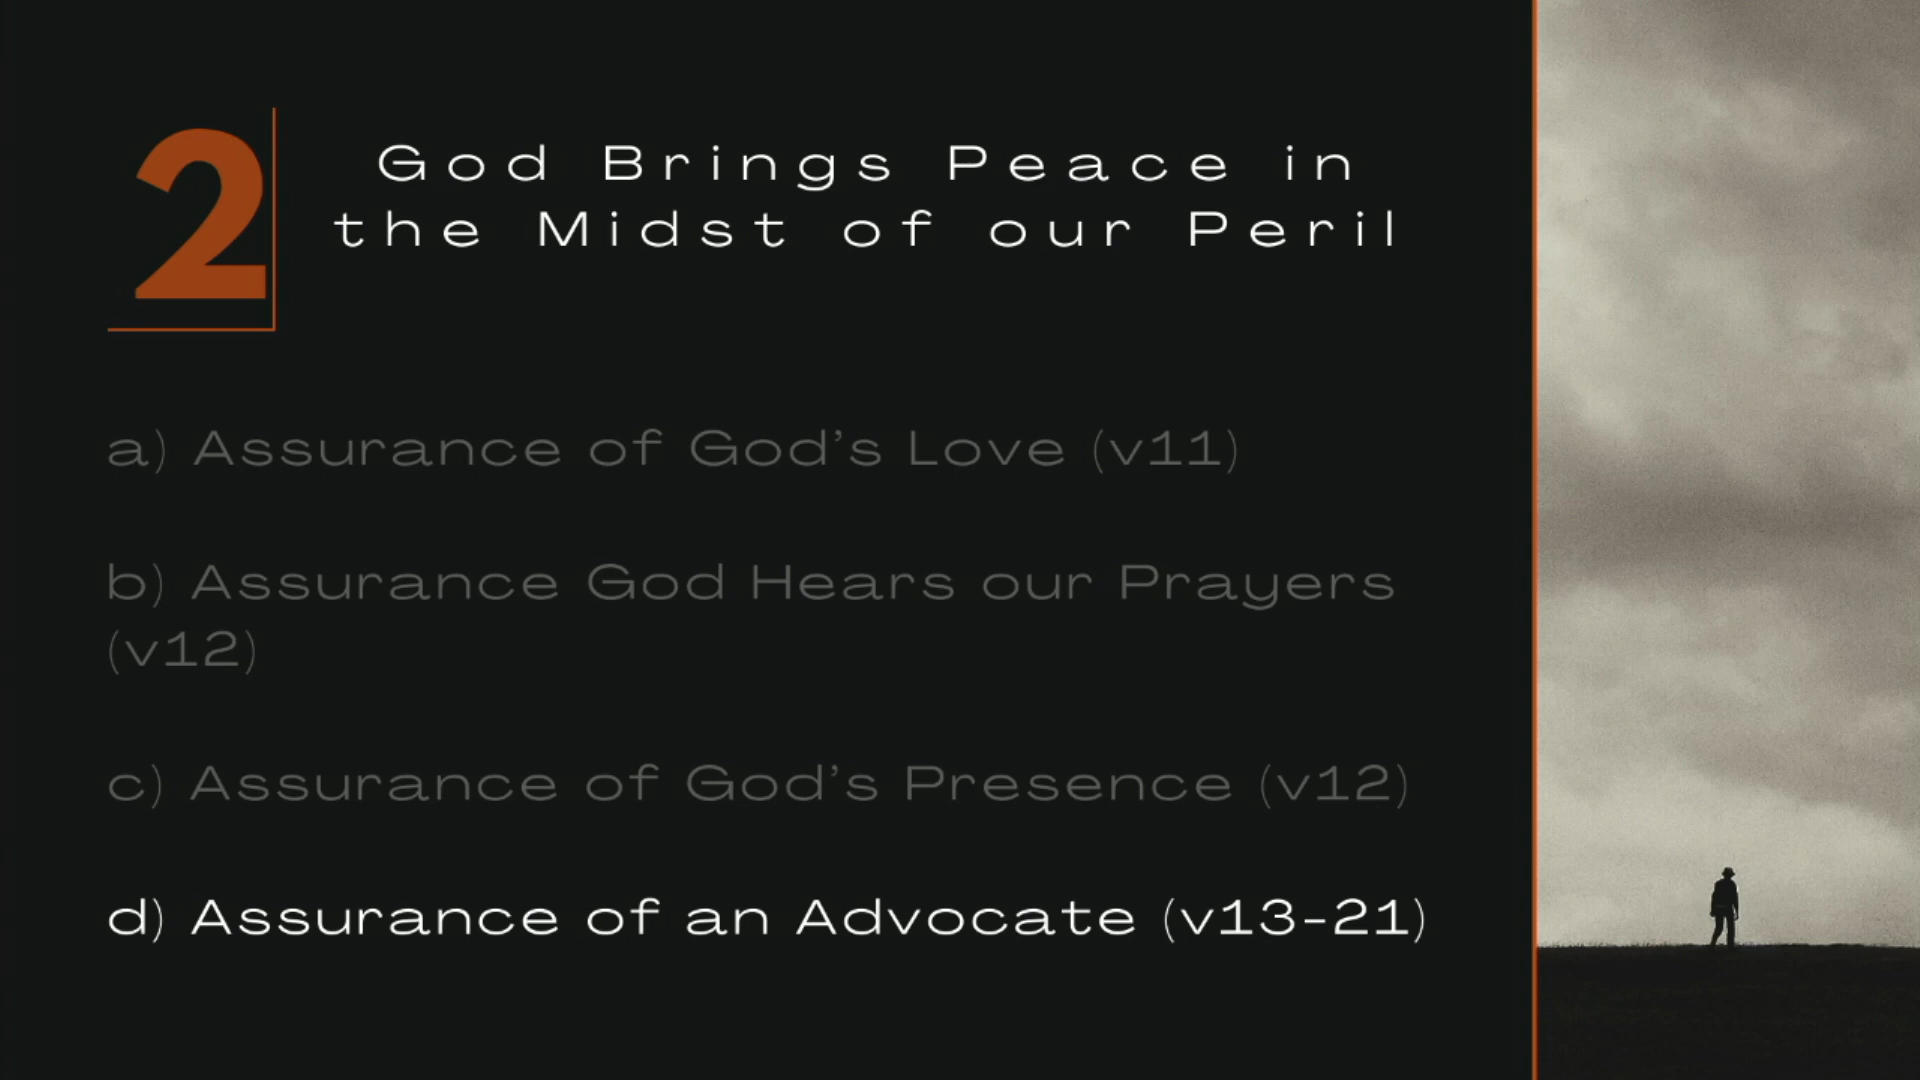 2
God Brings Peace in
the Midst of our Peril
a) Assurance of God’s Love (v11)
b) Assurance God Hears our Prayers
(v12)
c) Assurance of God’s Presence (v12)
d) Assurance of an Advocate (v13-21)